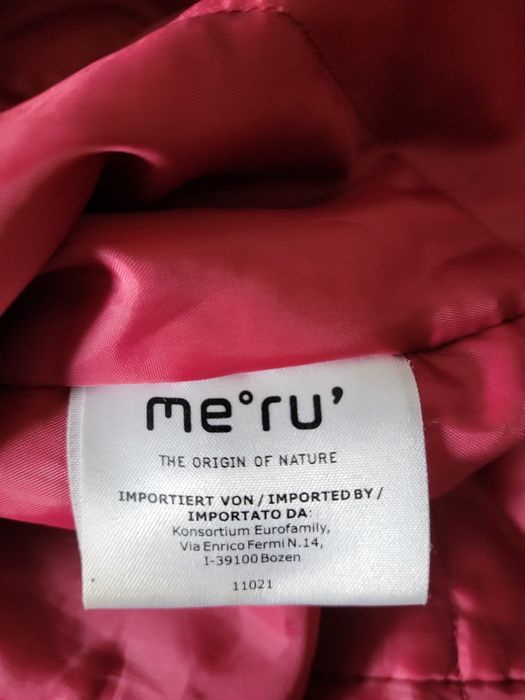 me°ru'
THE ORIGIN OF NATURE
IMPORTIERT VON / IMPORTED BY /
IMPORTATO DA:
Konsortium Eurofamily,
Via Enrico Fermi N.14,
I-39100 Bozen
11021